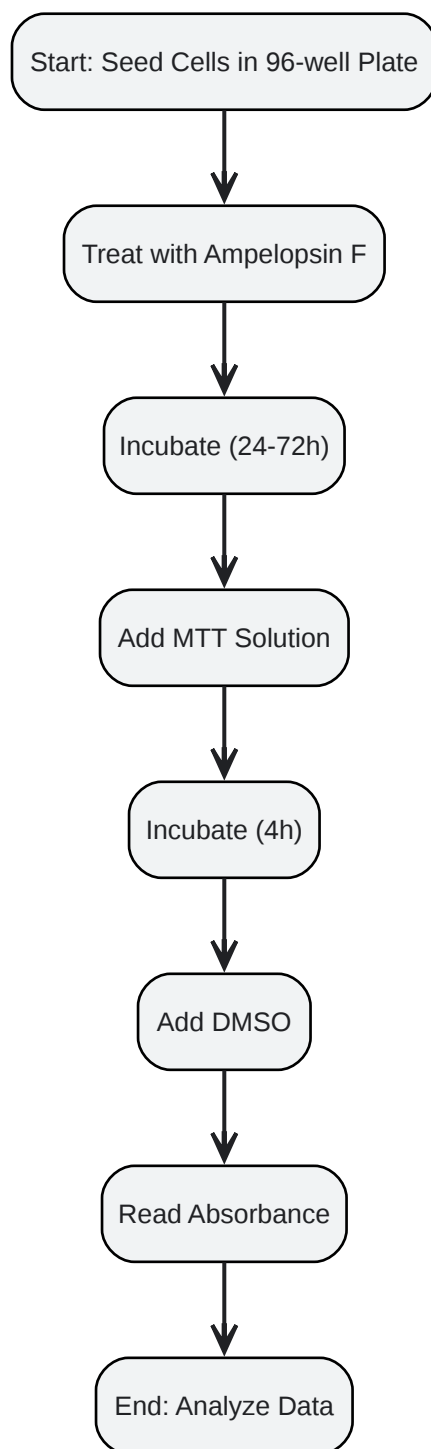 Start: Seed Cells in 96-well Plate
Treat with Ampelopsin F
Incubate (24-72h)
Add MTT Solution
Incubate (4h)
Add DMSO
Read Absorbance
End: Analyze Data